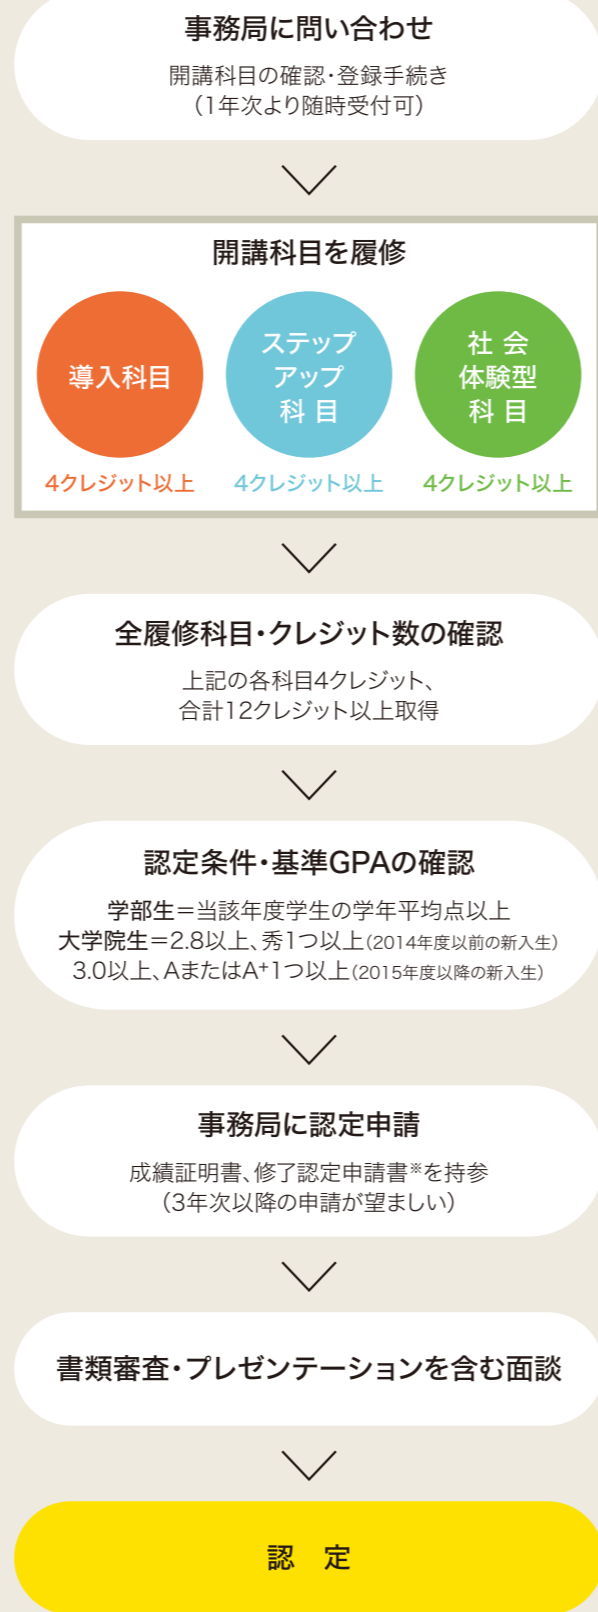 事務局に問い合わせ
開講科目の確認・登録手続き
（1年次より随時受付可）
開講科目を履修
導入科目
ステップ
アップ
科 目
社 会
体験型
科 目
4クレジット以上
4クレジット以上
4クレジット以上
全履修科目・クレジット数の確認
上記の各科目4クレジット、
合計12クレジット以上取得
認定条件・基準GPAの確認
学部生＝当該年度学生の学年平均点以上
大学院生＝2.8以上、秀1つ以上（2014年度以前の新入生）
3.0以上、AまたはA⁺1つ以上（2015年度以降の新入生）
事務局に認定申請
成績証明書、修了認定申請書※を持参
（3年次以降の申請が望ましい）
書類審査・プレゼンテーションを含む面談
認　定